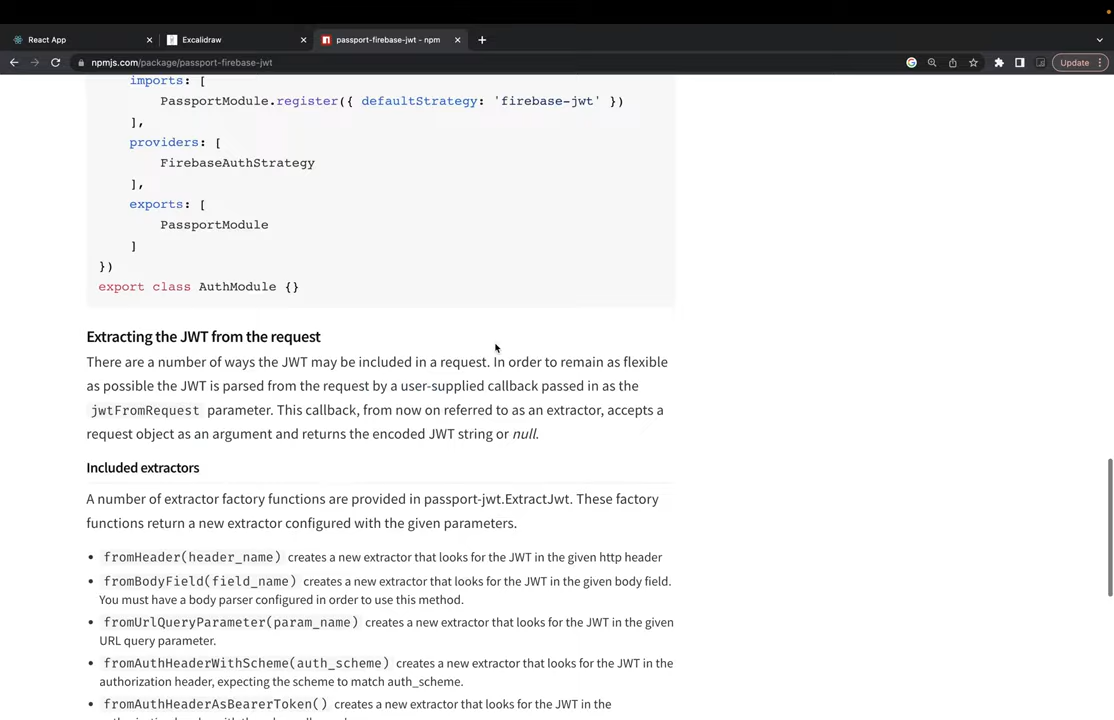 React App
Excalidraw
passport-firebase-jwt - npm
npmjs.com/package/passport-firebase-jwt
Update
imports: [
PassportModule.register({ defaultStrategy: 'firebase-jwt' })
],
providers: [
FirebaseAuthStrategy
],
exports: [
PassportModule
]
})
export class AuthModule {}
Extracting the JWT from the request
There are a number of ways the JWT may be included in a request. In order to remain as flexible
as possible the JWT is parsed from the request by a user-supplied callback passed in as the
jwtFromRequest parameter. This callback, from now on referred to as an extractor, accepts a
request object as an argument and returns the encoded JWT string or null.
Included extractors
A number of extractor factory functions are provided in passport-jwt.ExtractJwt. These factory
functions return a new extractor configured with the given parameters.
• fromHeader(header_name) creates a new extractor that looks for the JWT in the given http header
• fromBodyField(field_name) creates a new extractor that looks for the JWT in the given body field.
You must have a body parser configured in order to use this method.
• fromUrlQueryParameter(param_name) creates a new extractor that looks for the JWT in the given
URL query parameter.
• fromAuthHeaderWithScheme(auth_scheme) creates a new extractor that looks for the JWT in the
authorization header, expecting the scheme to match auth_scheme.
• fromAuthHeaderAsBearerToken() creates a new extractor that looks for the JWT in the